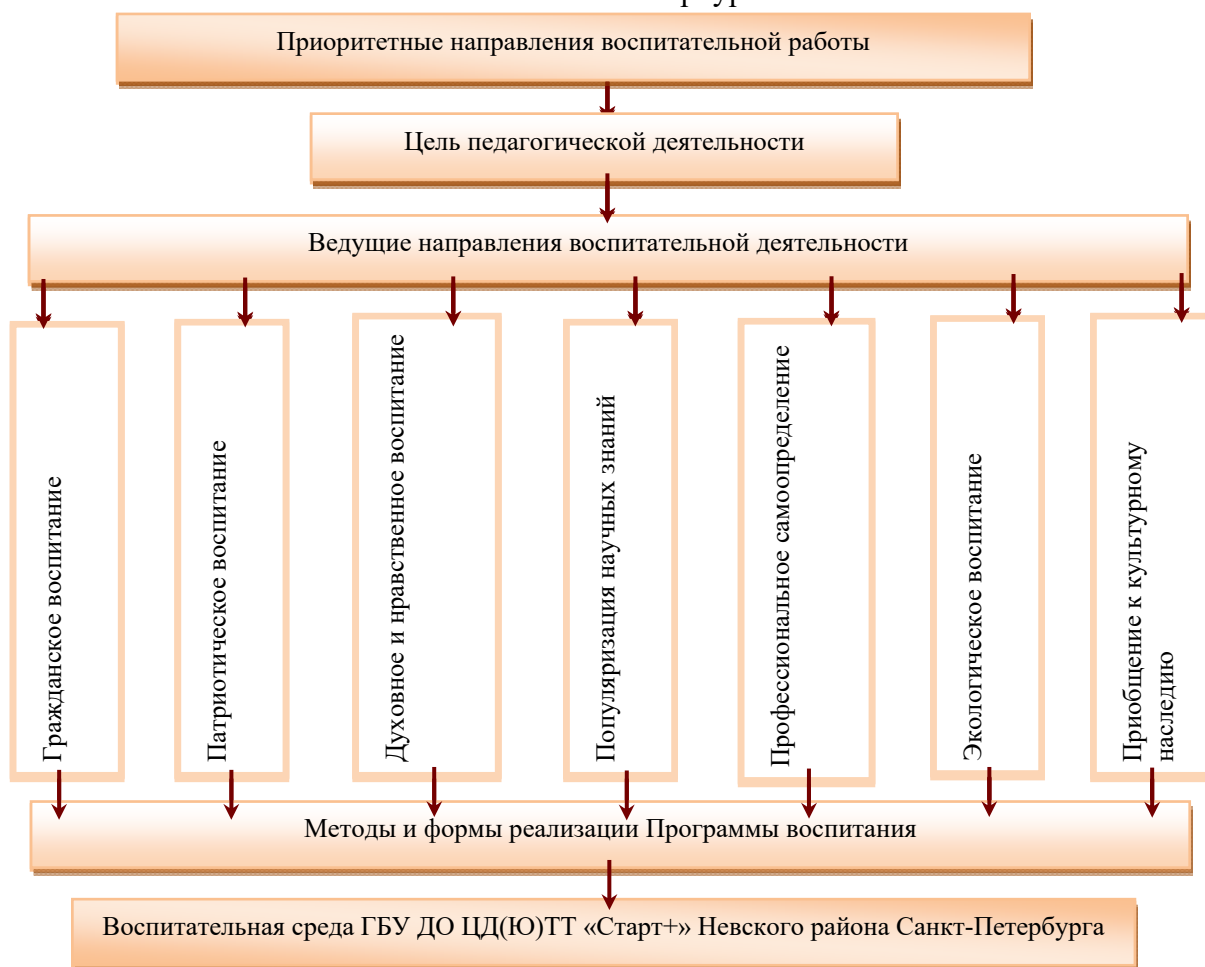 Приоритетные направления воспитательной работы
Цель педагогической деятельности
Ведущие направления воспитательной деятельности
Гражданское воспитание
Патриотическое воспитание
Духовное и нравственное воспитание
Популяризация научных знаний
Профессиональное самоопределение
Экологическое воспитание
Приобщение к культурному
наследию
Методы и формы реализации Программы воспитания
Воспитательная среда ГБУ ДО ЦД(Ю)ТТ «Старт+» Невского района Санкт-Петербурга